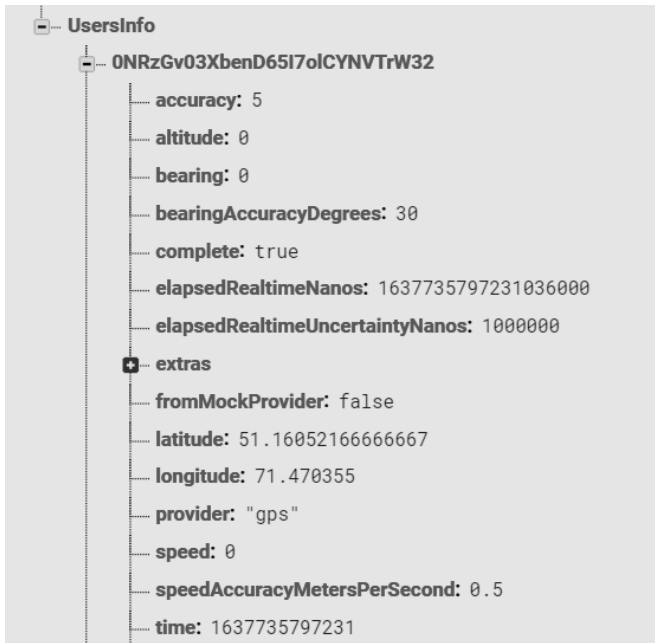 UsersInfo
0NRzGv03XbenD65I7olCYNVTrW32
accuracy: 5
altitude: 0
bearing: 0
bearingAccuracyDegrees: 30
complete: true
elapsedRealtimeNanos: 1637735797231036000
elapsedRealtimeUncertaintyNanos: 1000000
extras
fromMockProvider: false
latitude: 51.16052166666667
longitude: 71.470355
provider: "gps"
speed: 0
speedAccuracyMetersPerSecond: 0.5
time: 1637735797231